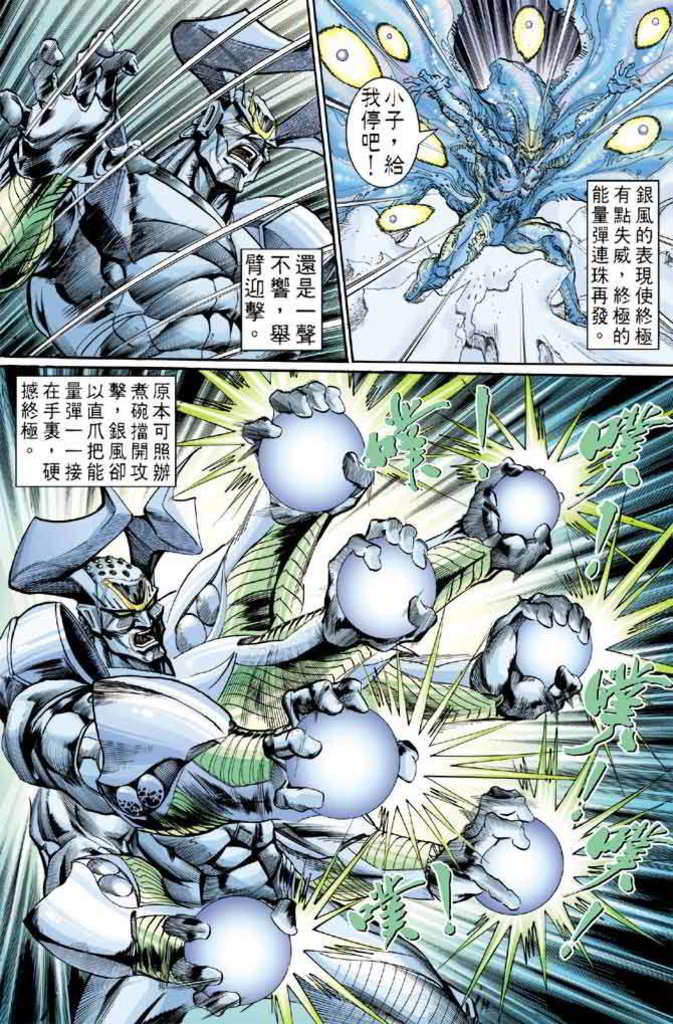 銀風的表現使終極
有點失威，終極的
能量彈連珠再發。
小子，給
我停吧！
還是一聲
不響，舉
臂迎擊。
原本可照辦
煮碗擋開攻
擊，銀風卻
以直爪把能
量彈一一接
在手裏，硬
撼終極。
噗！
噗！
噗！
噗！
噗！